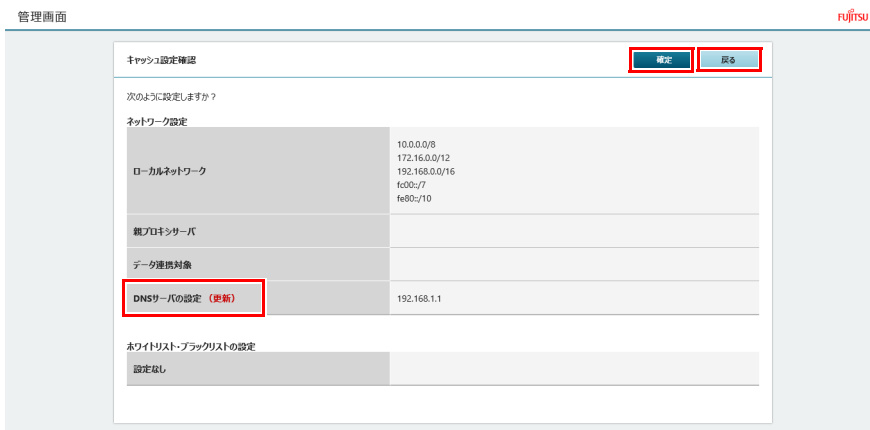 管理画面
FUJITSU
キャッシュ設定確認
確定
戻る
次のように設定しますか？
ネットワーク設定
ローカルネットワーク
10.0.0.0/8
172.16.0.0/12
192.168.0.0/16
fc00::/7
fe80::/10
親プロキシサーバ
データ連携対象
DNSサーバの設定 （更新）
192.168.1.1
ホワイトリスト・ブラックリストの設定
設定なし